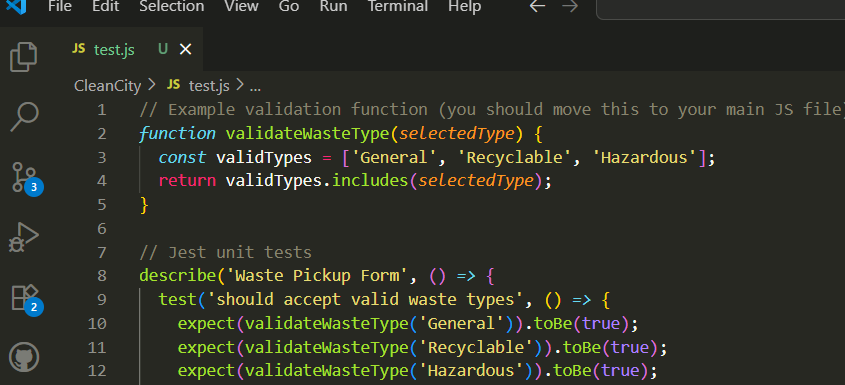 File Edit Selection View Go Run Terminal Help
JS test.js U
CleanCity > JS test.js > ...
1 // Example validation function (you should move this to your main JS file)
2 function validateWasteType(selectedType) {
3 const validTypes = ['General', 'Recyclable', 'Hazardous'];
4 return validTypes.includes(selectedType);
5 }
6
7 // Jest unit tests
8 describe('Waste Pickup Form', () => {
9 test('should accept valid waste types', () => {
10 expect(validateWasteType('General')).toBe(true);
11 expect(validateWasteType('Recyclable')).toBe(true);
12 expect(validateWasteType('Hazardous')).toBe(true);
3
2